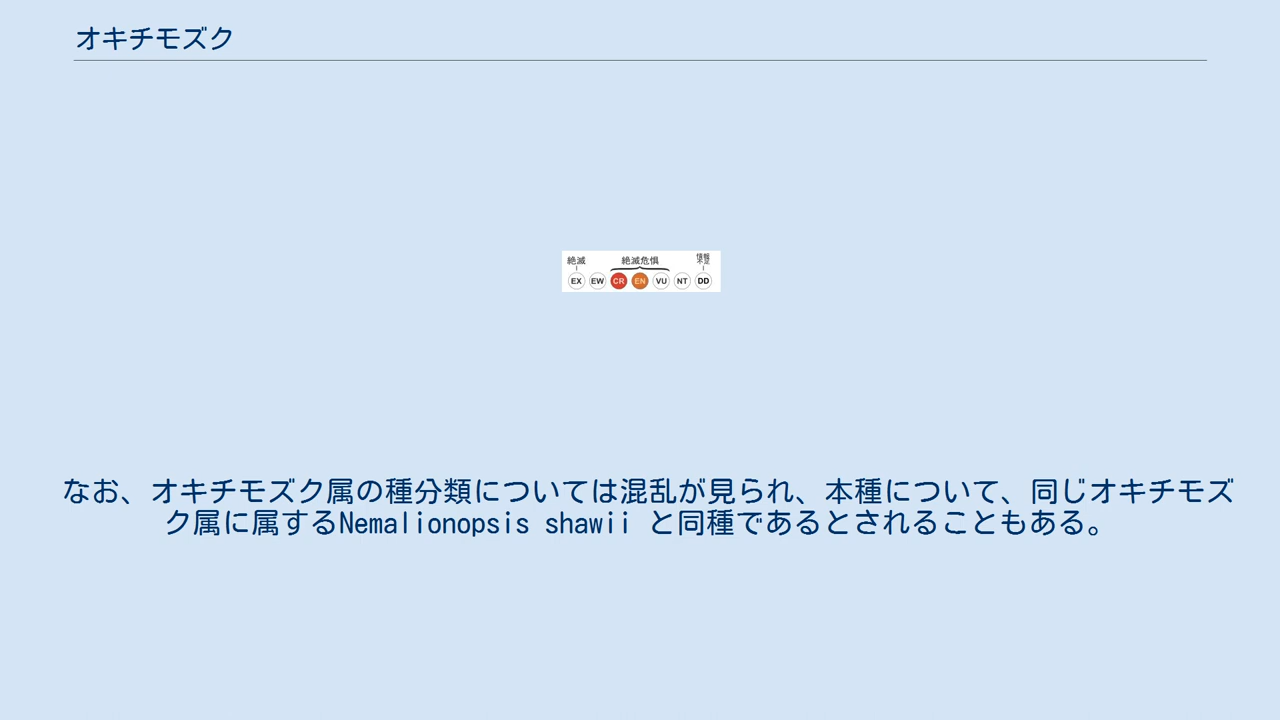 オキチモズク
絶滅 絶滅危惧 情報
不足
EX EW CR EN VU NT DD
なお、オキチモズク属の種分類については混乱が見られ、本種について、同じオキチモズ
ク属に属するNemalionopsis shawii と同種であるとされることもある。